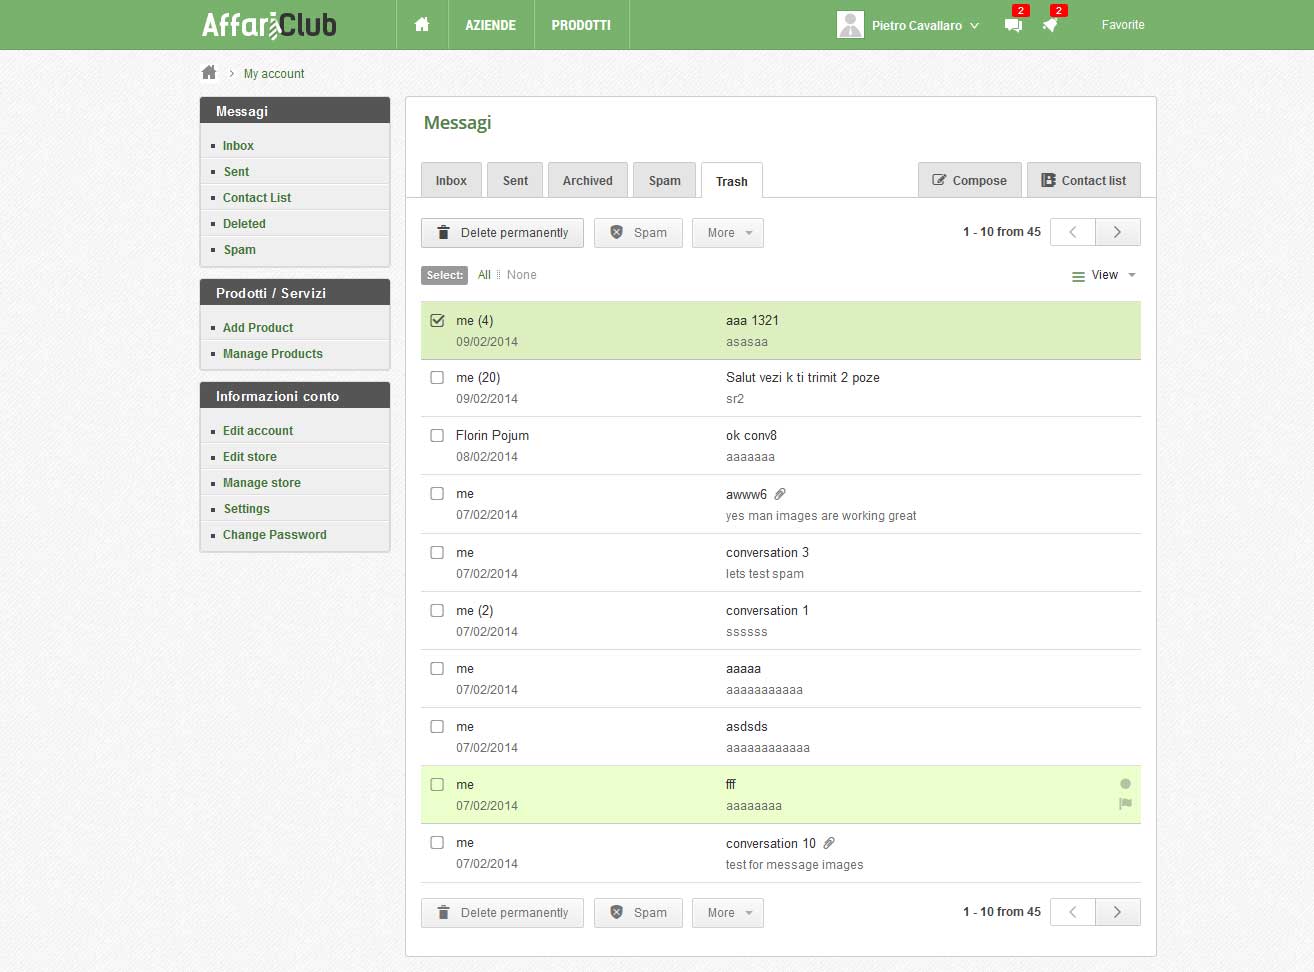 AffariClub
AZIENDE
PRODOTTI
Pietro Cavallaro
2
2
Favorite
My account
Messagi
Inbox
Sent
Contact List
Deleted
Spam
Prodotti / Servizi
Add Product
Manage Products
Informazioni conto
Edit account
Edit store
Manage store
Settings
Change Password
Messagi
Inbox
Sent
Archived
Spam
Trash
Compose
Contact list
Delete permanently
Spam
More
1 - 10 from 45
Select:
All
None
View
me (4)
aaa 1321
09/02/2014
asasaa
me (20)
Salut vezi k ti trimit 2 poze
09/02/2014
sr2
Florin Pojum
ok conv8
08/02/2014
aaaaaaa
me
awww6
07/02/2014
yes man images are working great
me
conversation 3
07/02/2014
lets test spam
me (2)
conversation 1
07/02/2014
ssssss
me
aaaaa
07/02/2014
aaaaaaaaaaa
me
asdsds
07/02/2014
aaaaaaaaaaaa
me
fff
07/02/2014
aaaaaaaa
me
conversation 10
07/02/2014
test for message images
Delete permanently
Spam
More
1 - 10 from 45